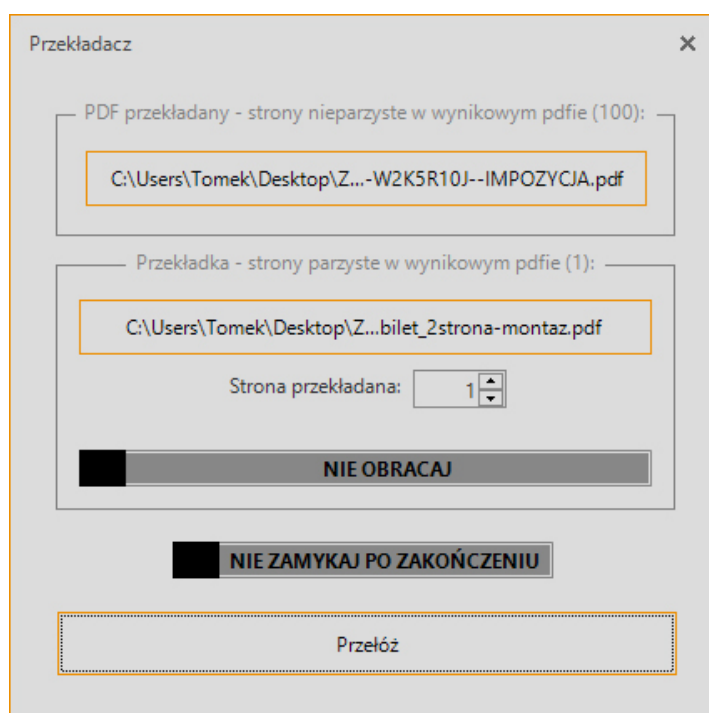 Przekładacz
PDF przekładany - strony nieparzyste w wynikowym pdfie (100):
C:\Users\Tomek\Desktop\Z...-W2K5R10J--IMPOZYCJA.pdf
Przekładka - strony parzyste w wynikowym pdfie (1):
C:\Users\Tomek\Desktop\Z...bilet_2strona-montaz.pdf
Strona przekładana: 1
NIE OBRACAJ
NIE ZAMYKAJ PO ZAKOŃCZENIU
Przełóż